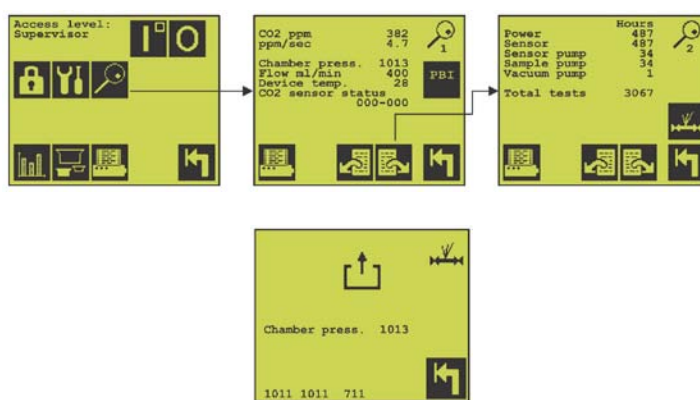 Access level:
Supervisor
CO2 ppm 382
ppm/sec 4.7
1
Chamber press. 1013
Flow ml/min 400
Device temp. 28
CO2 sensor status
000-000
PBI
Hours
Power 487
Sensor 487
Sensor pump 34
Sample pump 34
Vacuum pump 1
Total tests 3067
2
Chamber press. 1013
1011 1011 711